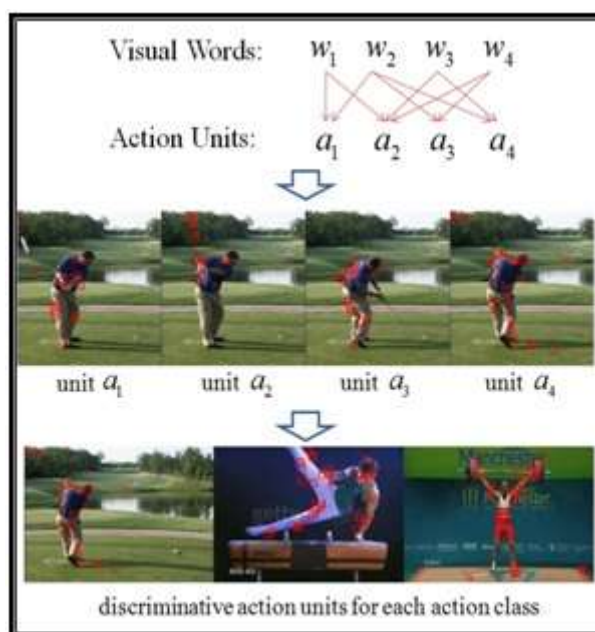 Visual Words: w₁ w₂ w₃ w₄
Action Units: a₁ a₂ a₃ a₄
unit a₁ unit a₂ unit a₃ unit a₄
discriminative action units for each action class